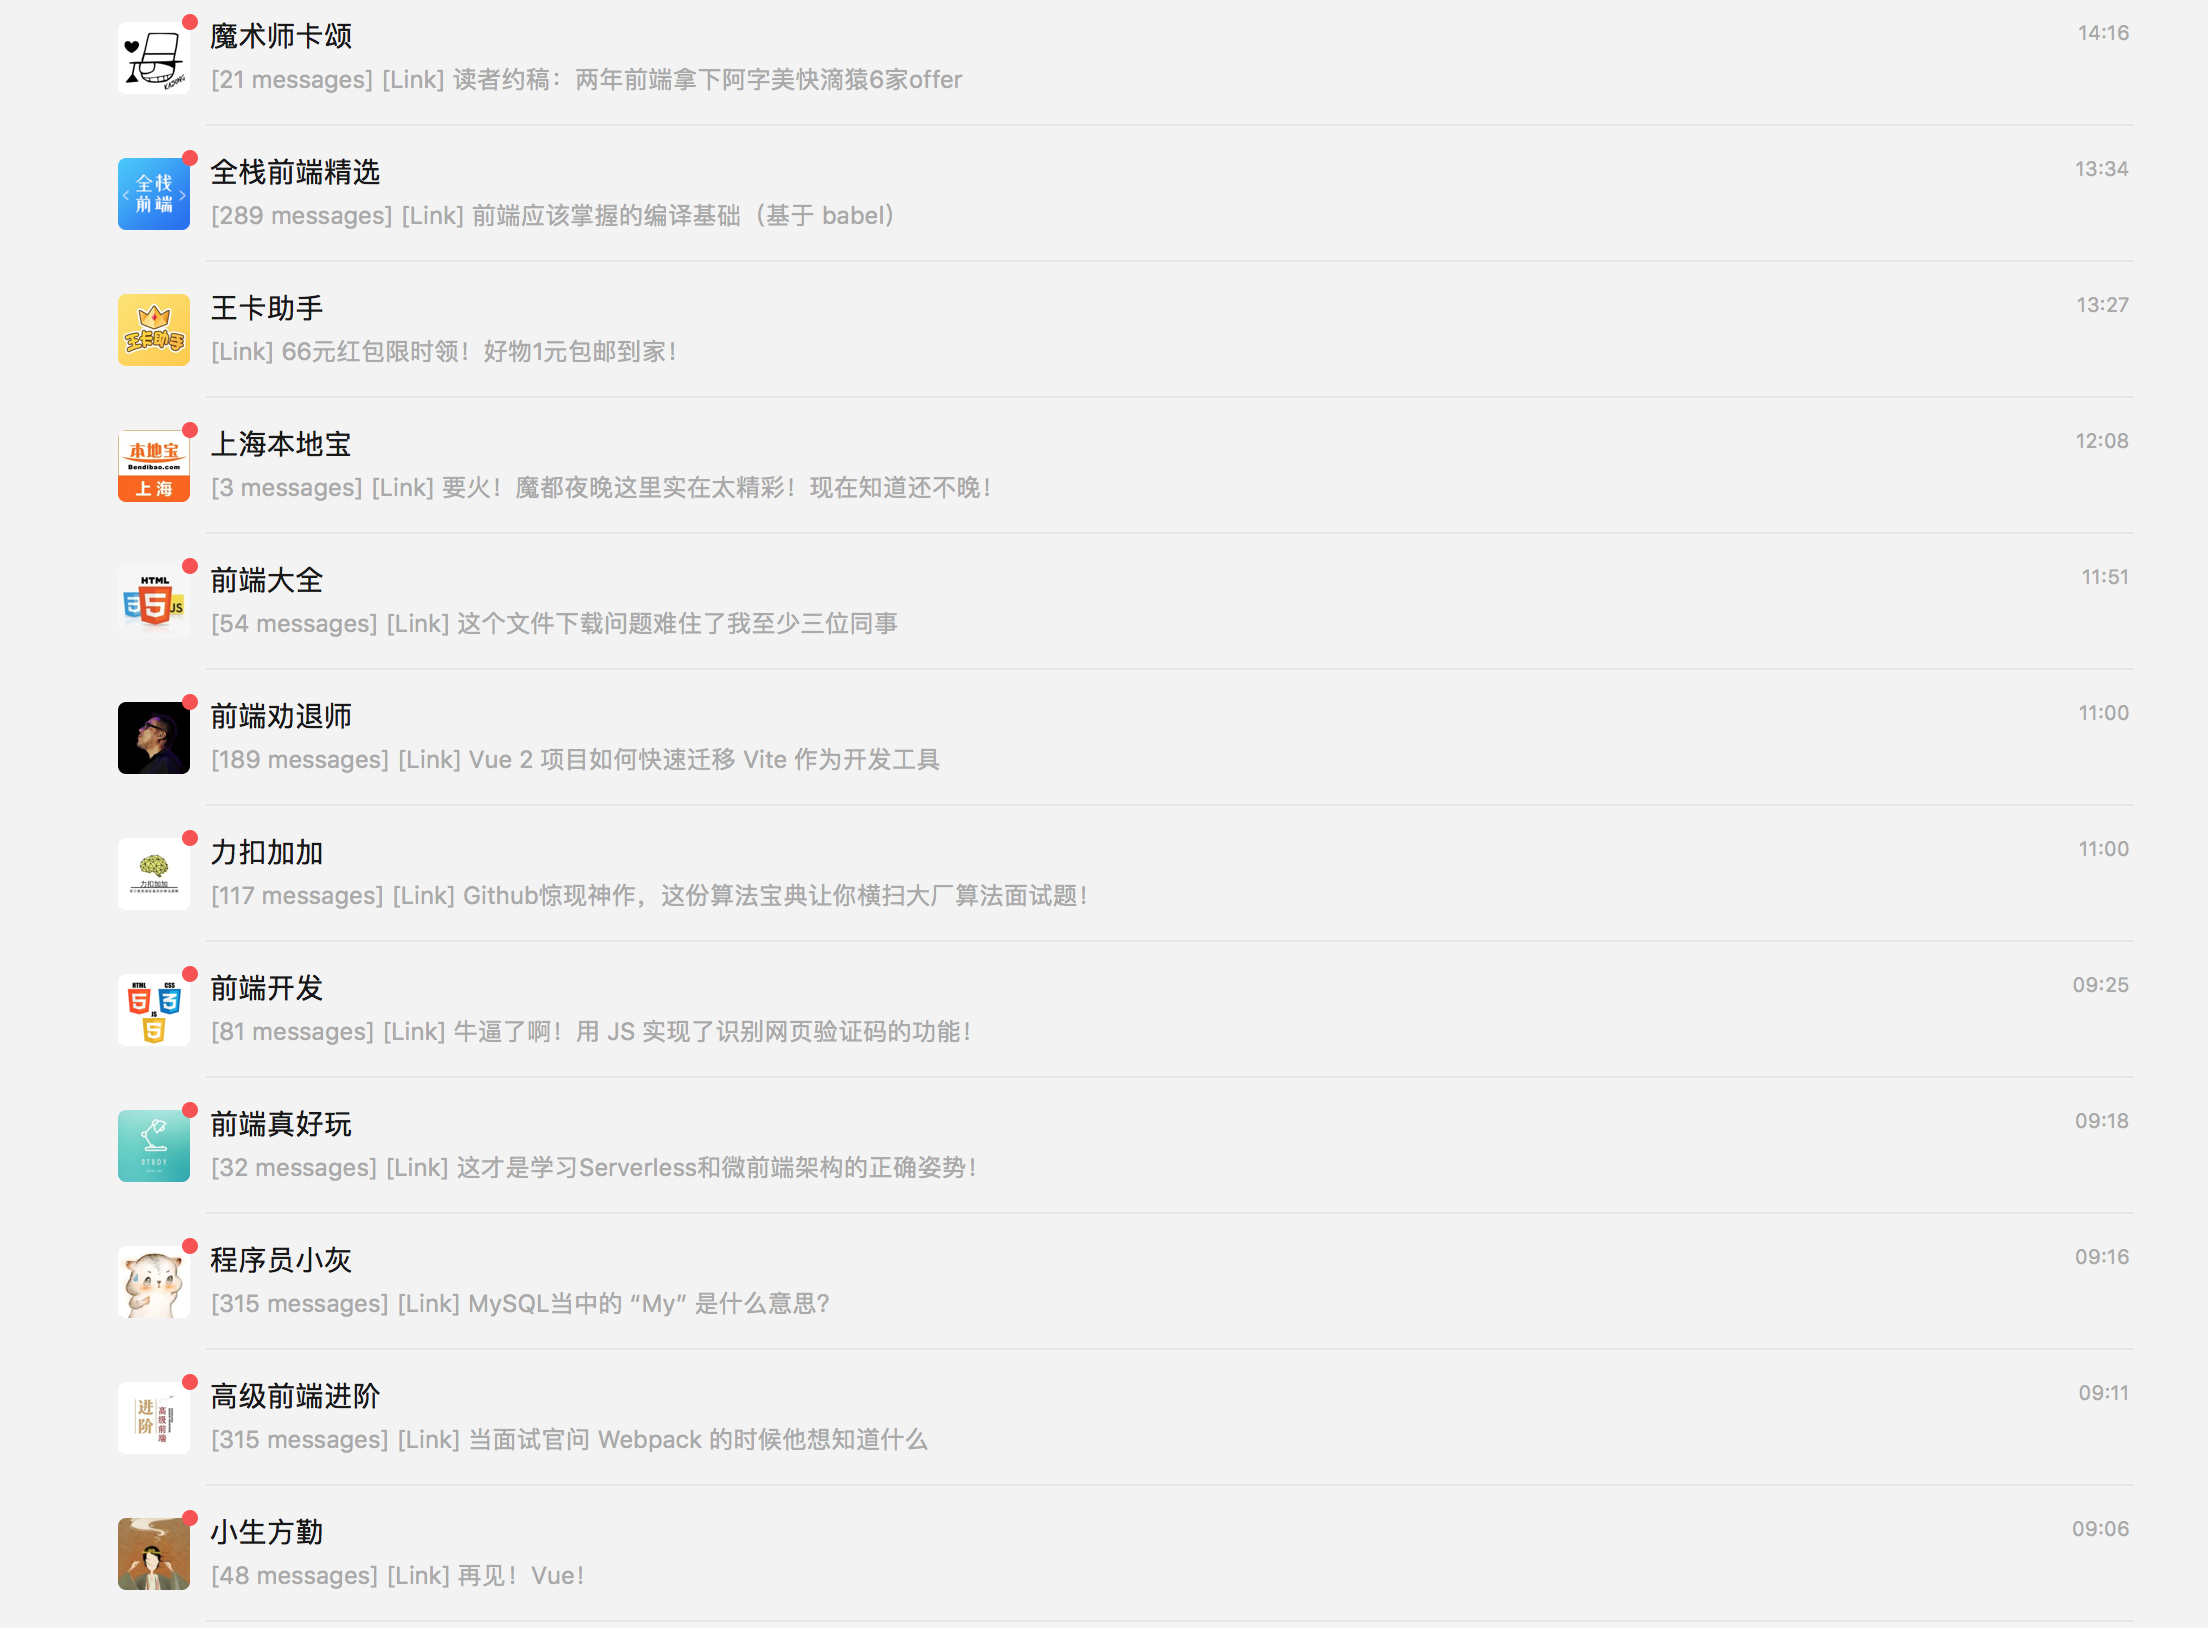 魔术师卡颂
14:16
[21 messages] [Link] 读者约稿：两年前端拿下阿字美快滴猿6家offer
全栈
前端
全栈前端精选
13:34
[289 messages] [Link] 前端应该掌握的编译基础（基于 babel）
王卡助手
王卡助手
13:27
[Link] 66元红包限时领！好物1元包邮到家！
本地宝
Bendibao.com
上海
上海本地宝
12:08
[3 messages] [Link] 要火！魔都夜晚这里实在太精彩！现在知道还不晚！
HTML
3 5 JS
前端大全
11:51
[54 messages] [Link] 这个文件下载问题难住了我至少三位同事
前端劝退师
11:00
[189 messages] [Link] Vue 2 项目如何快速迁移 Vite 作为开发工具
力扣加加
力扣加加
11:00
[117 messages] [Link] Github惊现神作，这份算法宝典让你横扫大厂算法面试题！
HTML CSS
5 3
JS
5
前端开发
09:25
[81 messages] [Link] 牛逼了啊！用 JS 实现了识别网页验证码的功能！
STUDY
前端真好玩
09:18
[32 messages] [Link] 这才是学习Serverless和微前端架构的正确姿势！
程序员小灰
09:16
[315 messages] [Link] MySQL当中的 “My” 是什么意思?
进阶
高级前端
高级前端进阶
09:11
[315 messages] [Link] 当面试官问 Webpack 的时候他想知道什么
小生方勤
09:06
[48 messages] [Link] 再见！Vue！